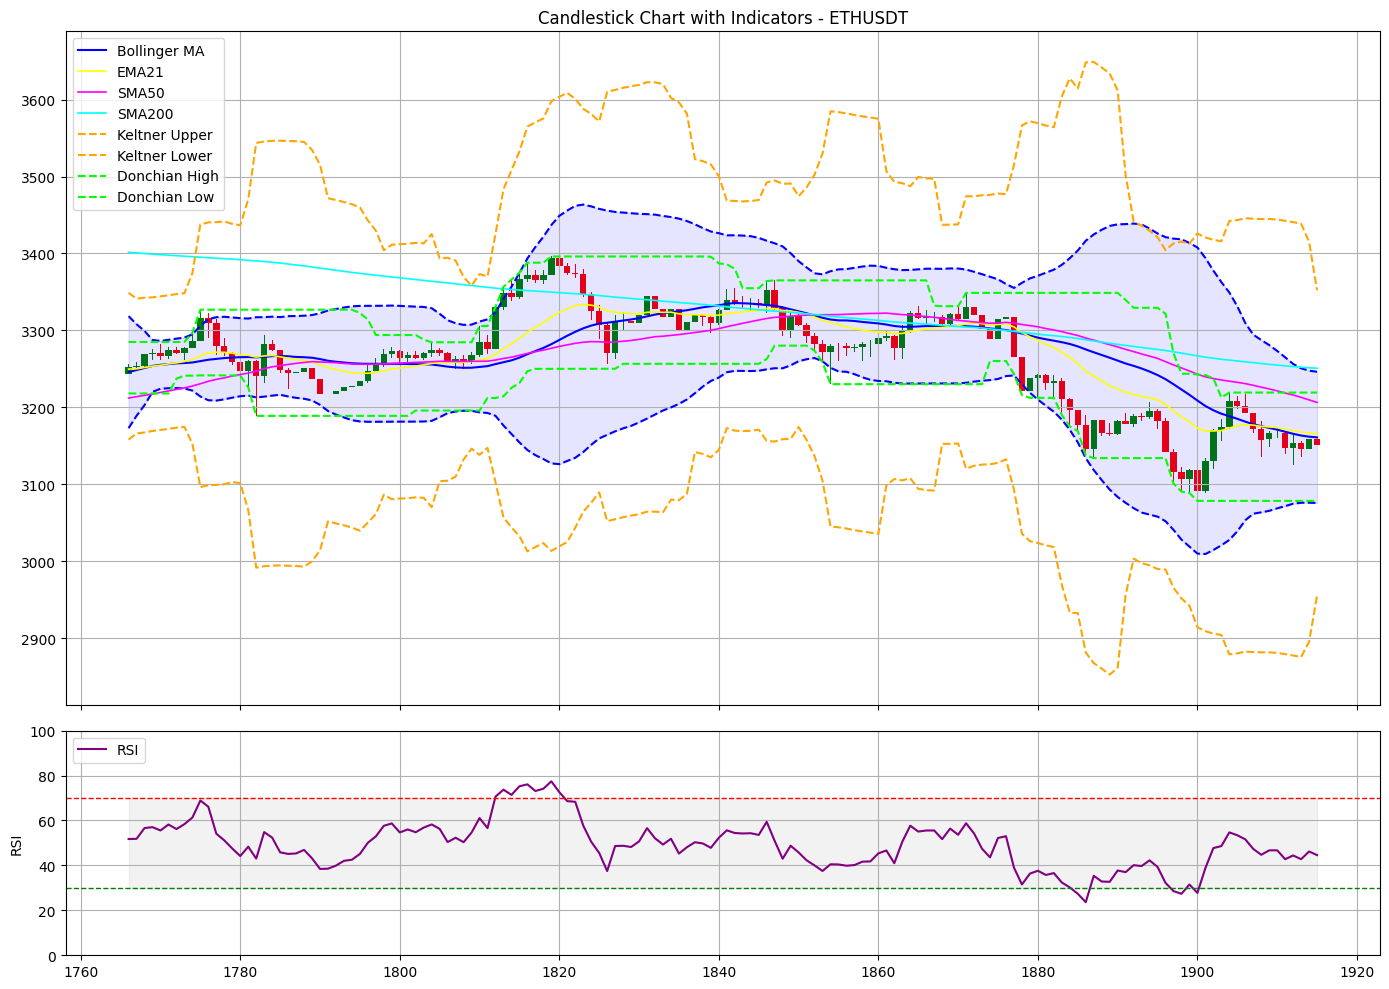 Candlestick Chart with Indicators - ETHUSDT
Bollinger MA
EMA21
SMA50
SMA200
Keltner Upper
Keltner Lower
Donchian High
Donchian Low
3600
3500
3400
3300
3200
3100
3000
2900
RSI
100
80
60
40
20
0
RSI
1760
1780
1800
1820
1840
1860
1880
1900
1920